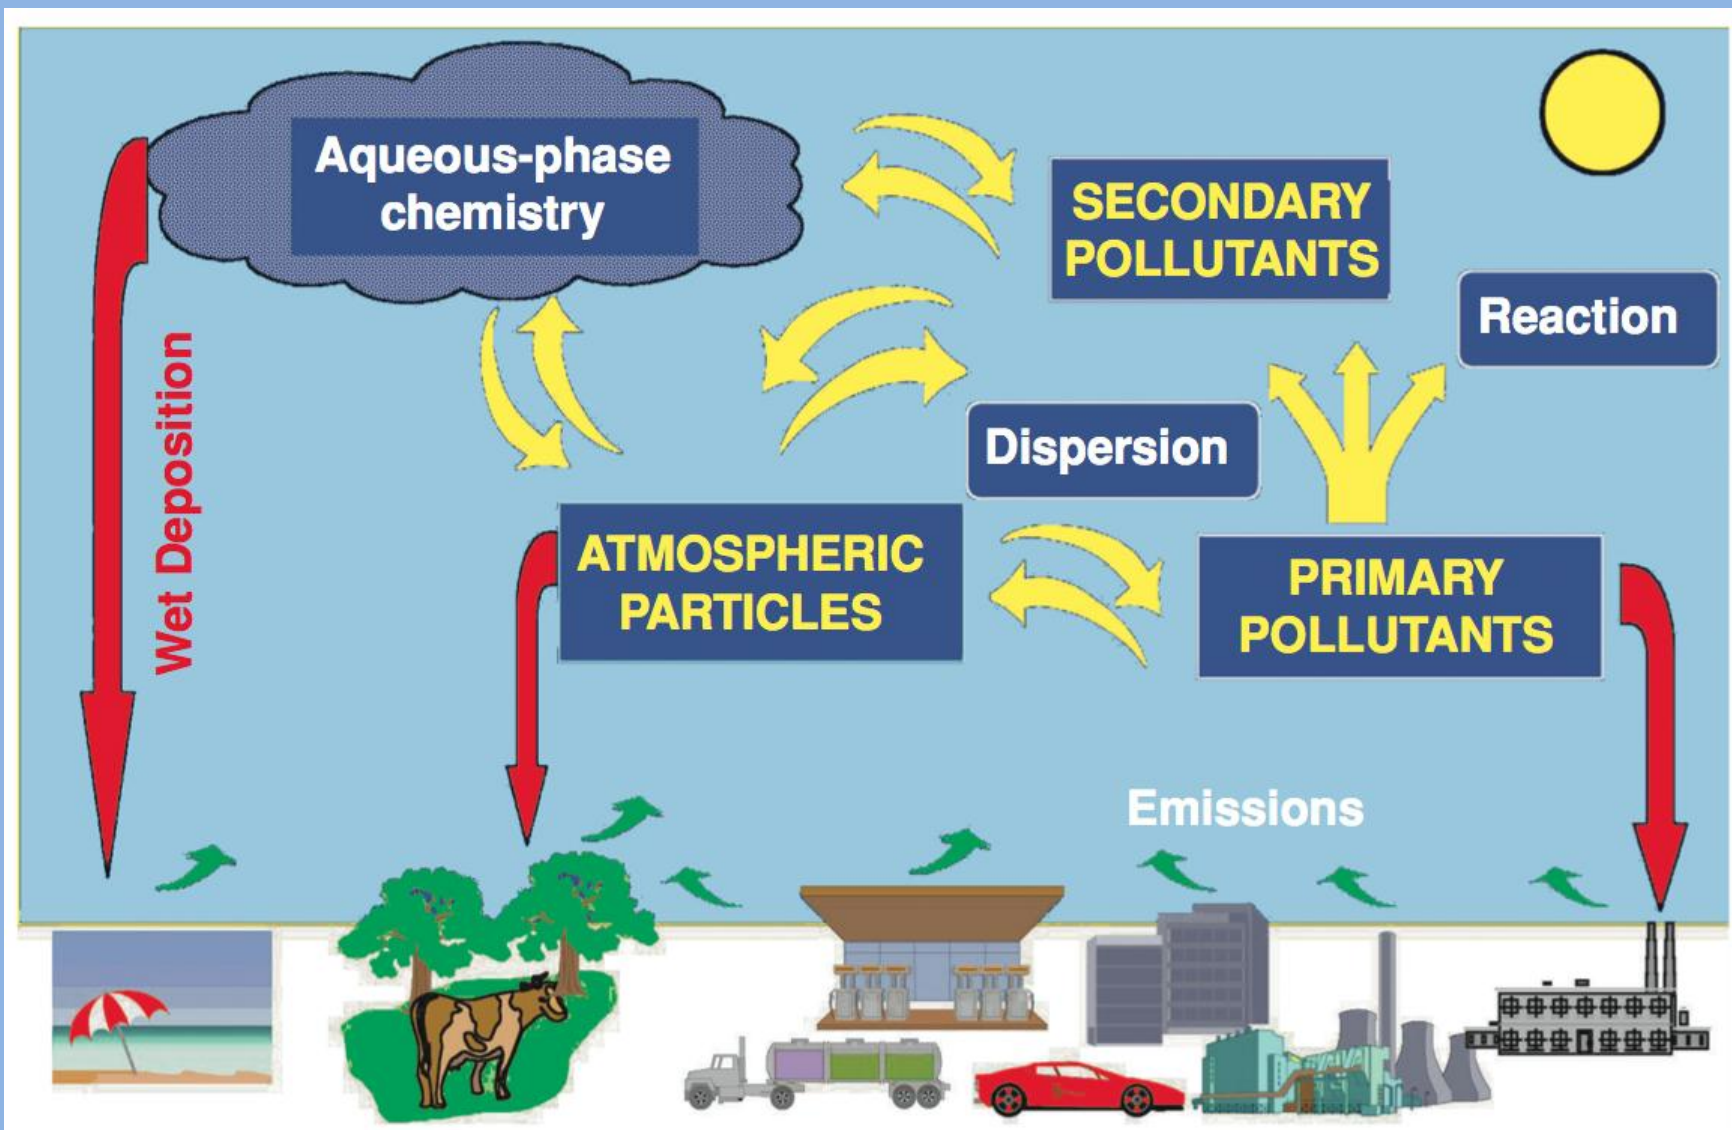 Aqueous-phase
chemistry
SECONDARY
POLLUTANTS
Reaction
Wet Deposition
Dispersion
ATMOSPHERIC
PARTICLES
PRIMARY
POLLUTANTS
Emissions